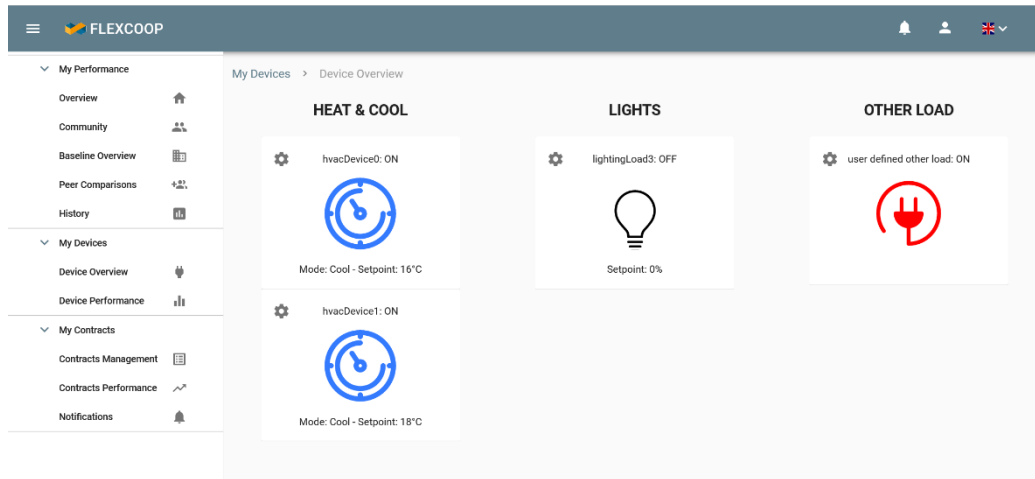 FLEXCOOP
My Performance
Overview
Community
Baseline Overview
Peer Comparisons
History
My Devices
Device Overview
Device Performance
My Contracts
Contracts Management
Contracts Performance
Notifications
My Devices > Device Overview
HEAT & COOL
hvacDevice0: ON
Mode: Cool - Setpoint: 16°C
hvacDevice1: ON
Mode: Cool - Setpoint: 18°C
LIGHTS
lightingLoad3: OFF
Setpoint: 0%
OTHER LOAD
user defined other load: ON